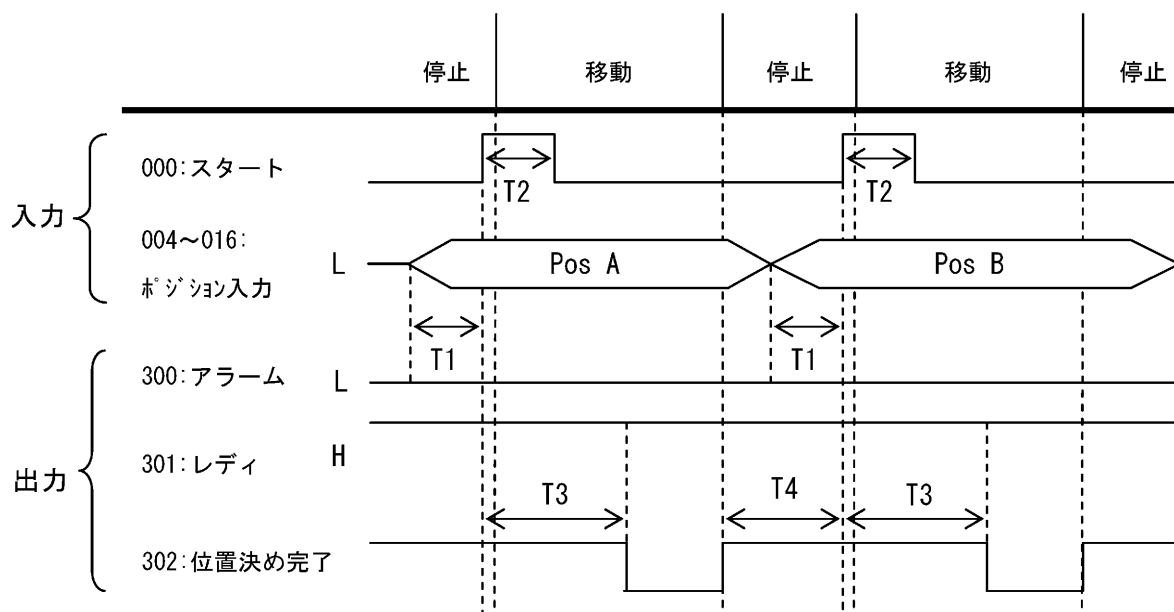 停止 移動 停止 移動 停止
000:スタート
T2 T2
入力
004~016:
ポジション入力
L Pos A Pos B
T1 T1
300:アラーム L
301:レディ H
出力
T3 T4 T3
302:位置決め完了